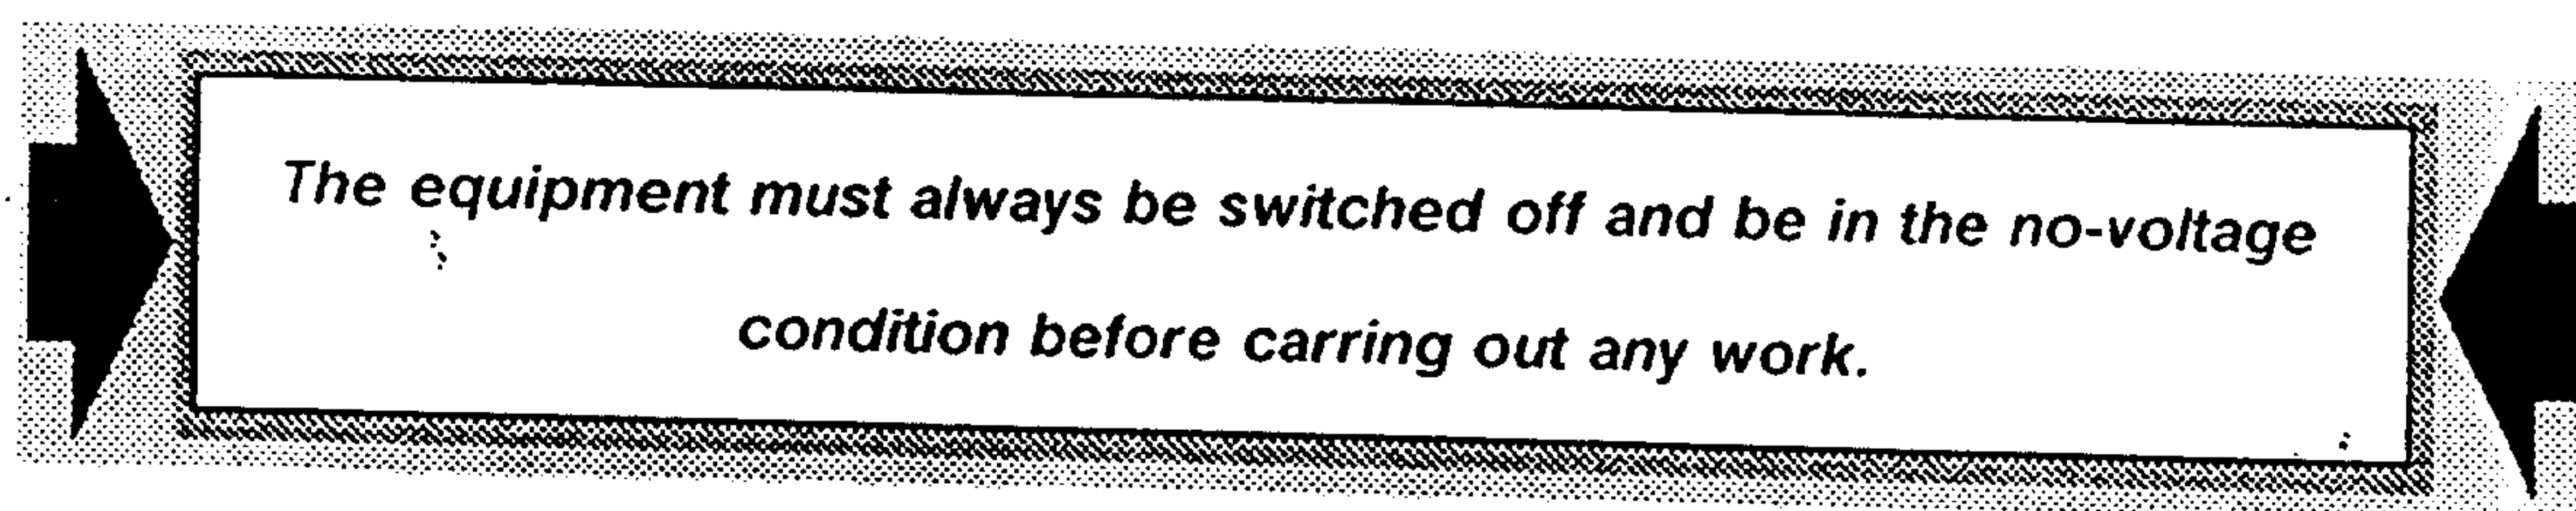 The equipment must always be switched off and be in the no-voltage
condition before carring out any work.